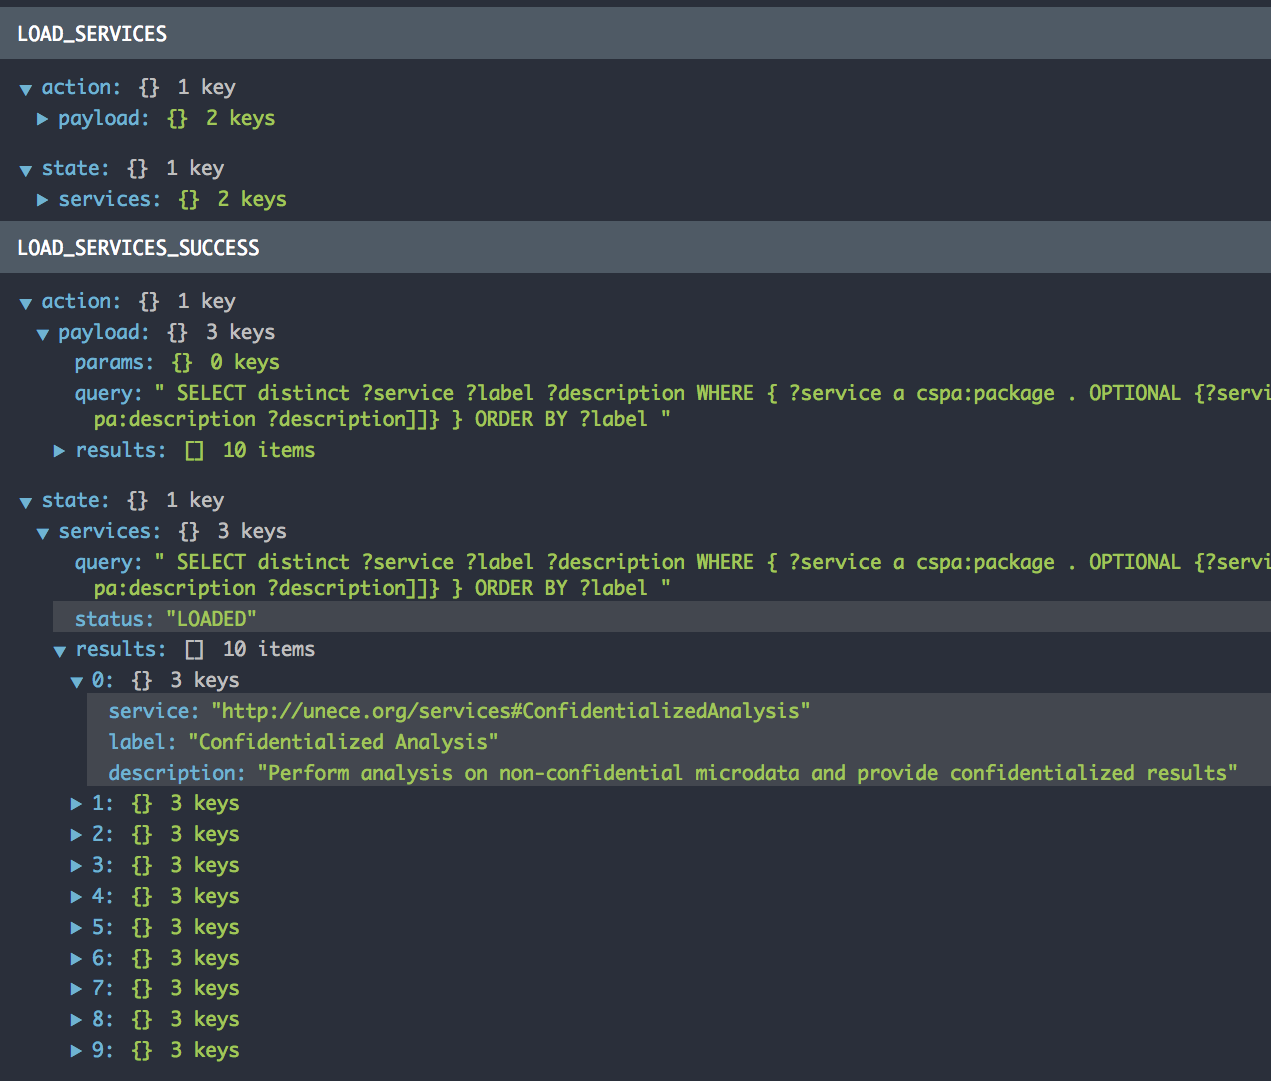 LOAD_SERVICES
▼ action: {} 1 key
▶ payload: {} 2 keys
▼ state: {} 1 key
▶ services: {} 2 keys
LOAD_SERVICES_SUCCESS
▼ action: {} 1 key
▼ payload: {} 3 keys
params: {} 0 keys
query: " SELECT distinct ?service ?label ?description WHERE { ?service a cspa:package . OPTIONAL {?servi
pa:description ?description]]} } ORDER BY ?label "
▶ results: [] 10 items
▼ state: {} 1 key
▼ services: {} 3 keys
query: " SELECT distinct ?service ?label ?description WHERE { ?service a cspa:package . OPTIONAL {?servi
pa:description ?description]]} } ORDER BY ?label "
status: "LOADED"
▼ results: [] 10 items
▼ 0: {} 3 keys
service: "http://unece.org/services#ConfidentializedAnalysis"
label: "Confidentialized Analysis"
description: "Perform analysis on non-confidential microdata and provide confidentialized results"
▶ 1: {} 3 keys
▶ 2: {} 3 keys
▶ 3: {} 3 keys
▶ 4: {} 3 keys
▶ 5: {} 3 keys
▶ 6: {} 3 keys
▶ 7: {} 3 keys
▶ 8: {} 3 keys
▶ 9: {} 3 keys